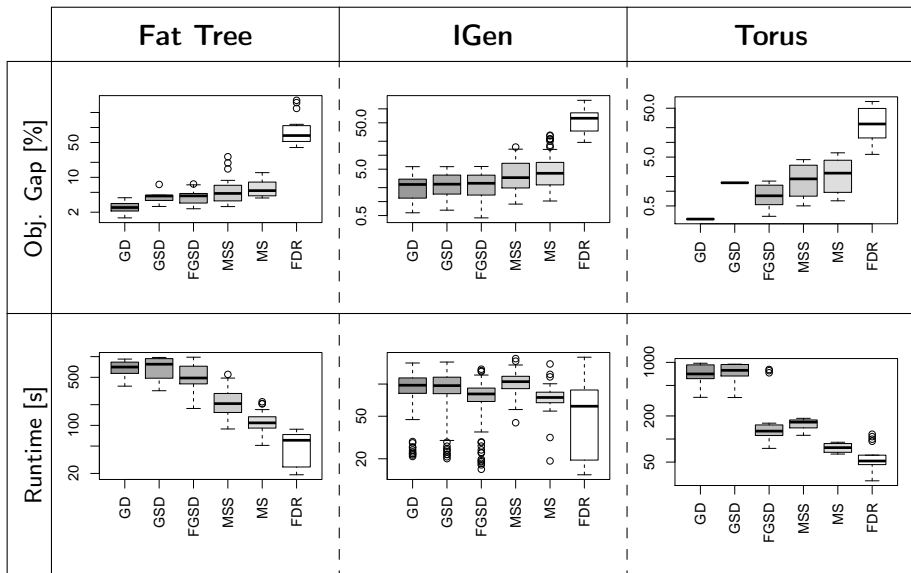 Fat Tree IGen Torus
Obj. Gap [%]
50
10
2
GD GSD FGSD MSS MS FDR
50.0
5.0
0.5
GD GSD FGSD MSS MS FDR
50.0
5.0
0.5
GD GSD FGSD MSS MS FDR
Runtime [s]
500
100
20
GD GSD FGSD MSS MS FDR
50
20
GD GSD FGSD MSS MS FDR
1000
200
50
GD GSD FGSD MSS MS FDR